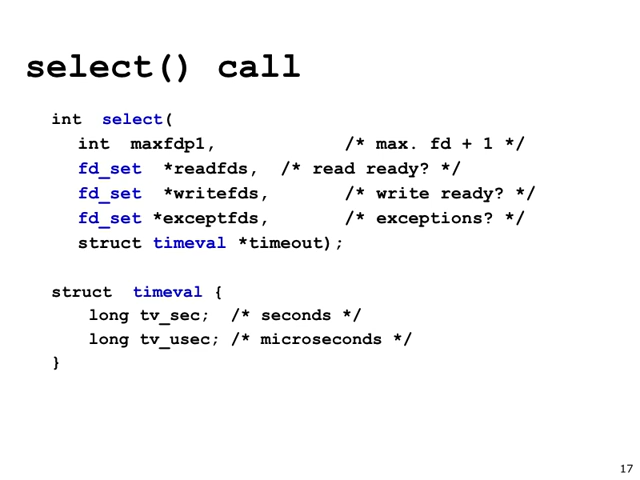 select() call
int select(
int maxfdp1, /* max. fd + 1 */
fd_set *readfds, /* read ready? */
fd_set *writefds, /* write ready? */
fd_set *exceptfds, /* exceptions? */
struct timeval *timeout);
struct timeval {
long tv_sec; /* seconds */
long tv_usec; /* microseconds */
}
17